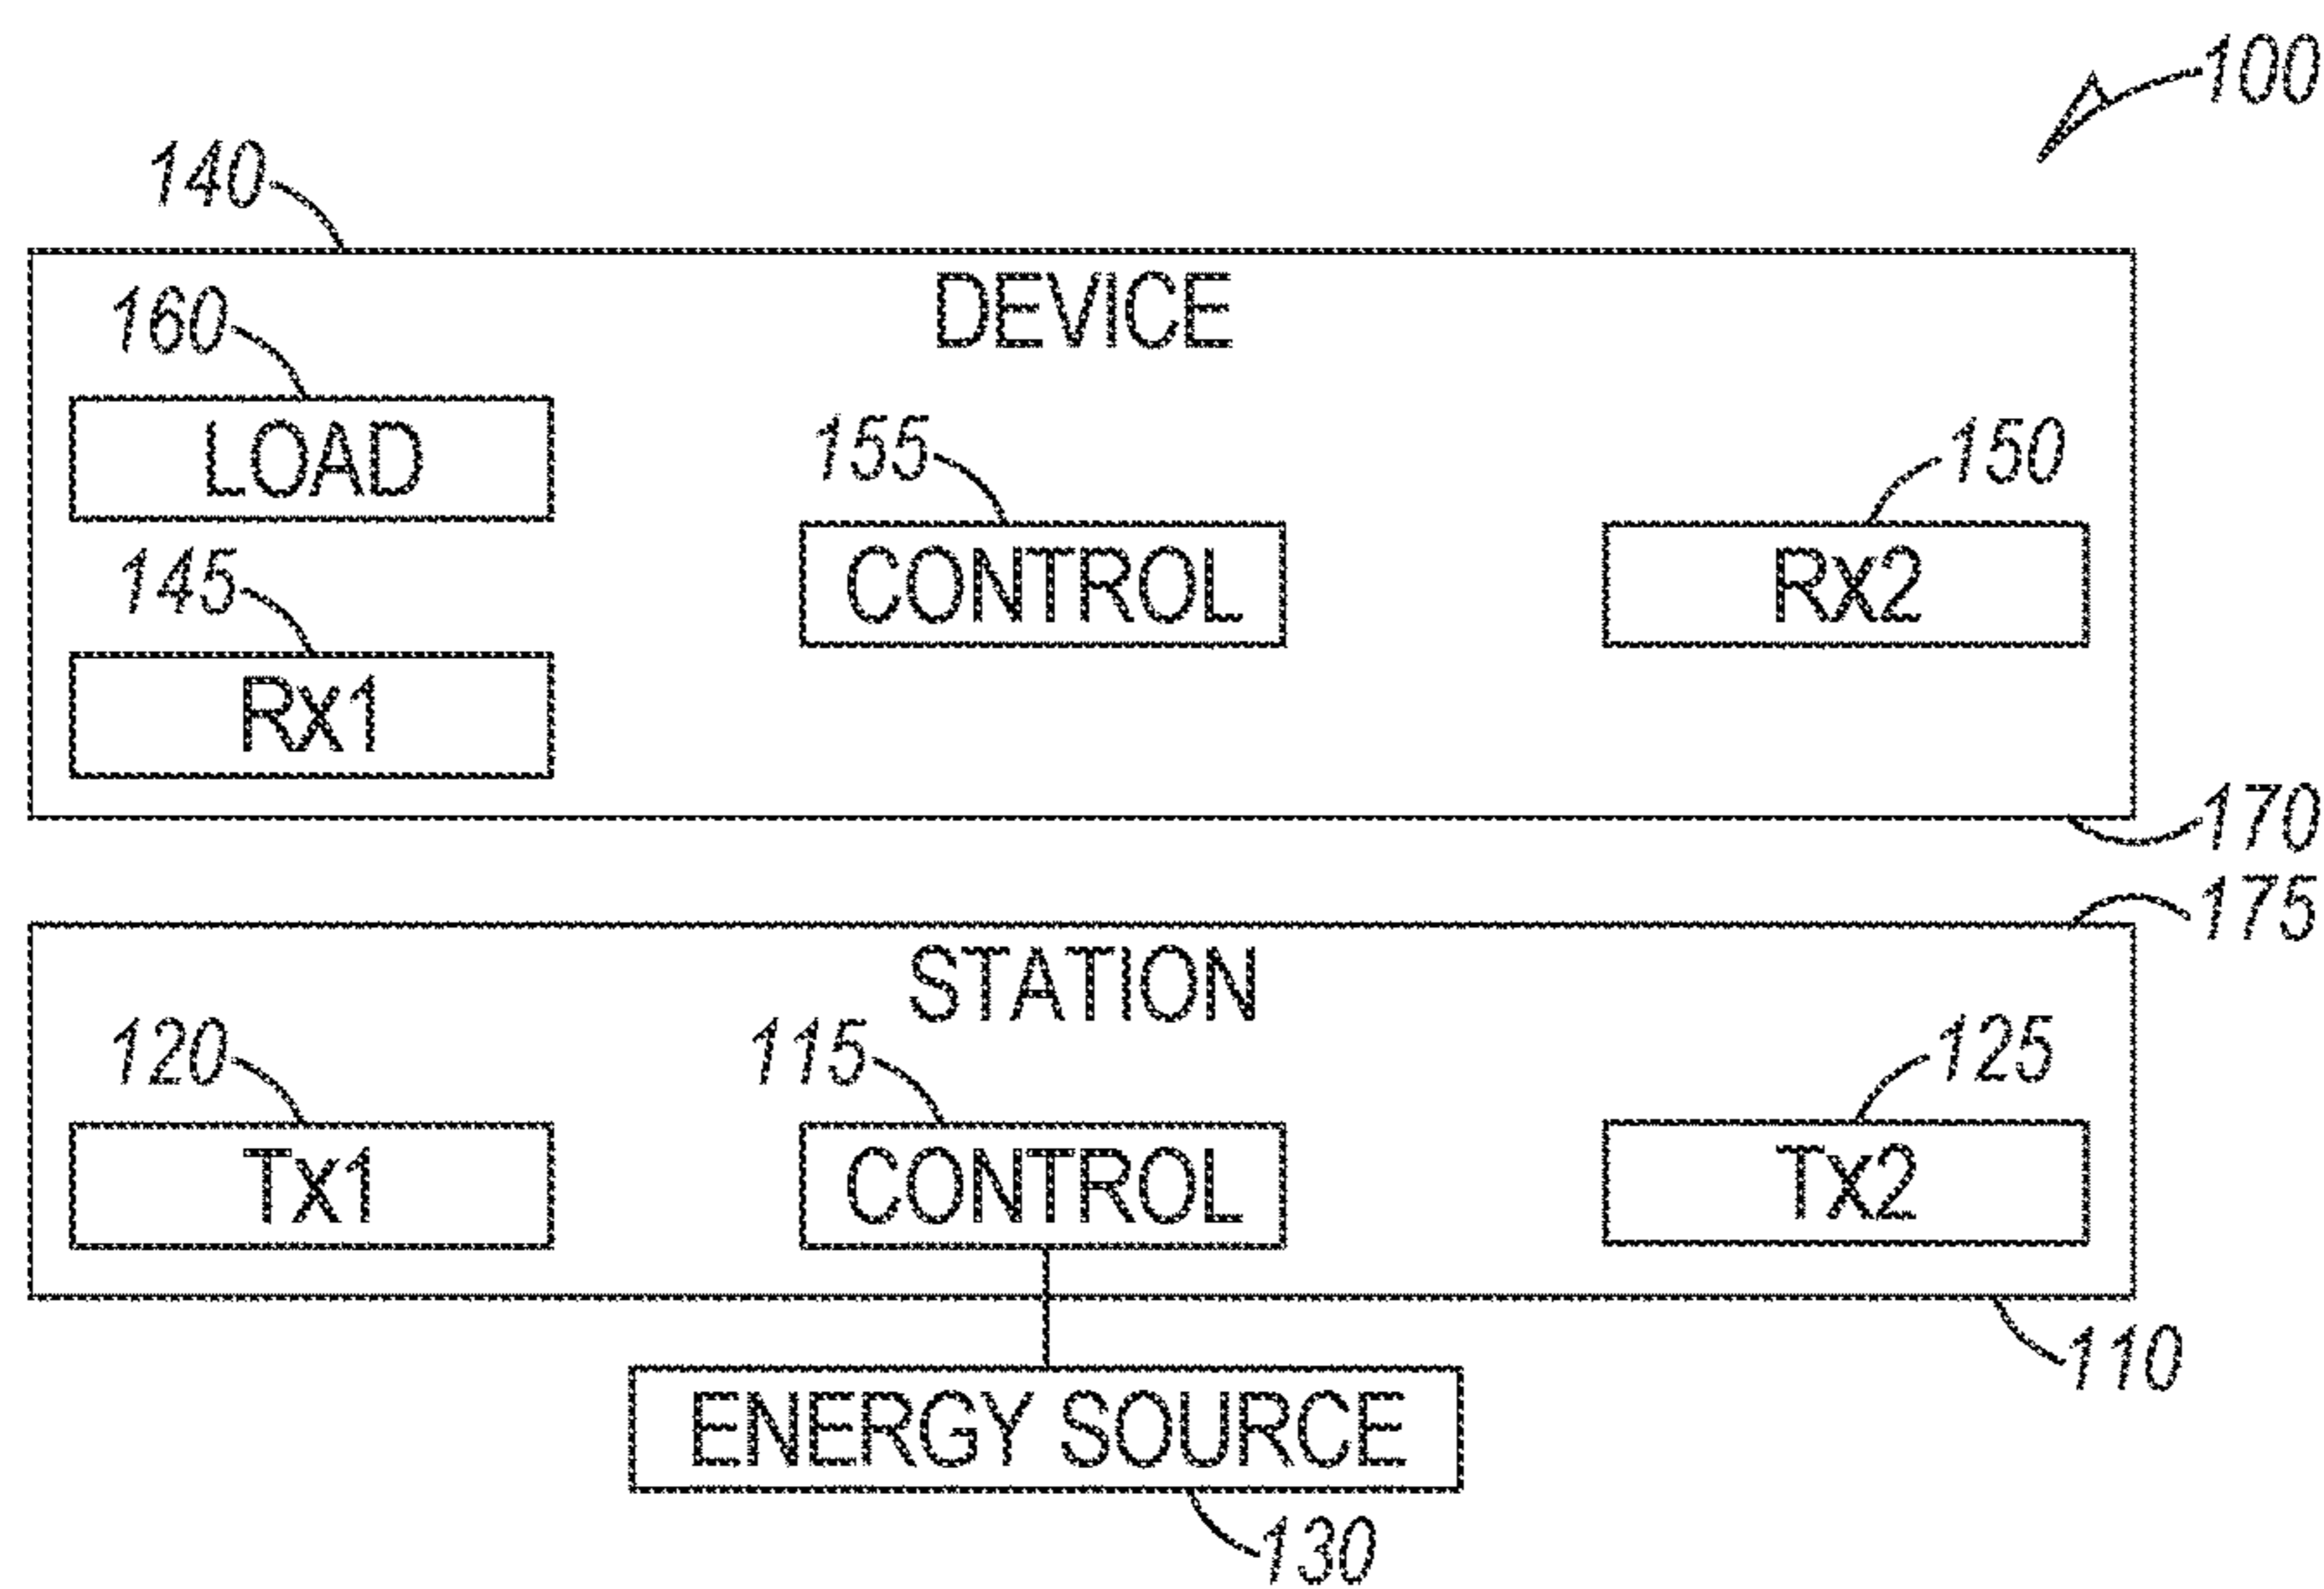 100
140
DEVICE
160
LOAD
155
150
CONTROL
RX2
145
RX1
170
175
STATION
120
115
125
TX1
CONTROL
TX2
110
ENERGY SOURCE
130